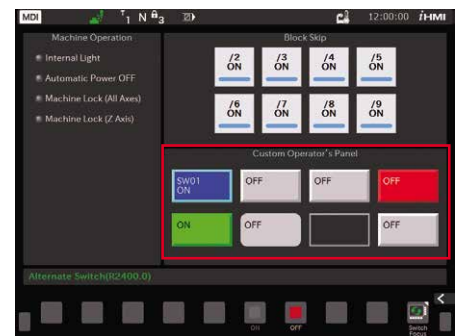 MDI T1 N 3 12:00:00 iHMI
Machine Operation
Internal Light
Automatic Power OFF
Machine Lock (All Axes)
Machine Lock (Z Axis)
Block Skip
/2 ON
/3 ON
/4 ON
/5 ON
/6 ON
/7 ON
/8 ON
/9 ON
Custom Operator's Panel
SW01 ON
OFF
OFF
OFF
ON
OFF
OFF
Alternate Switch(R2400.0)
ON
OFF
Switch Focus